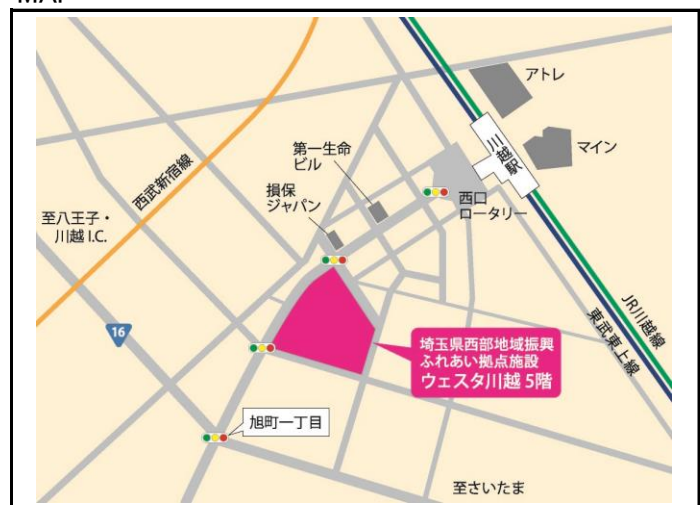 MAP
アトレ
川越駅
マイン
第一生命
ビル
損保
ジャパン
西口
ロータリー
西武新宿線
至八王子・
川越 I.C.
16
埼玉県西部地域振興
ふれあい拠点施設
ウェスタ川越 5階
JR川越線
東武東上線
旭町一丁目
至さいたま